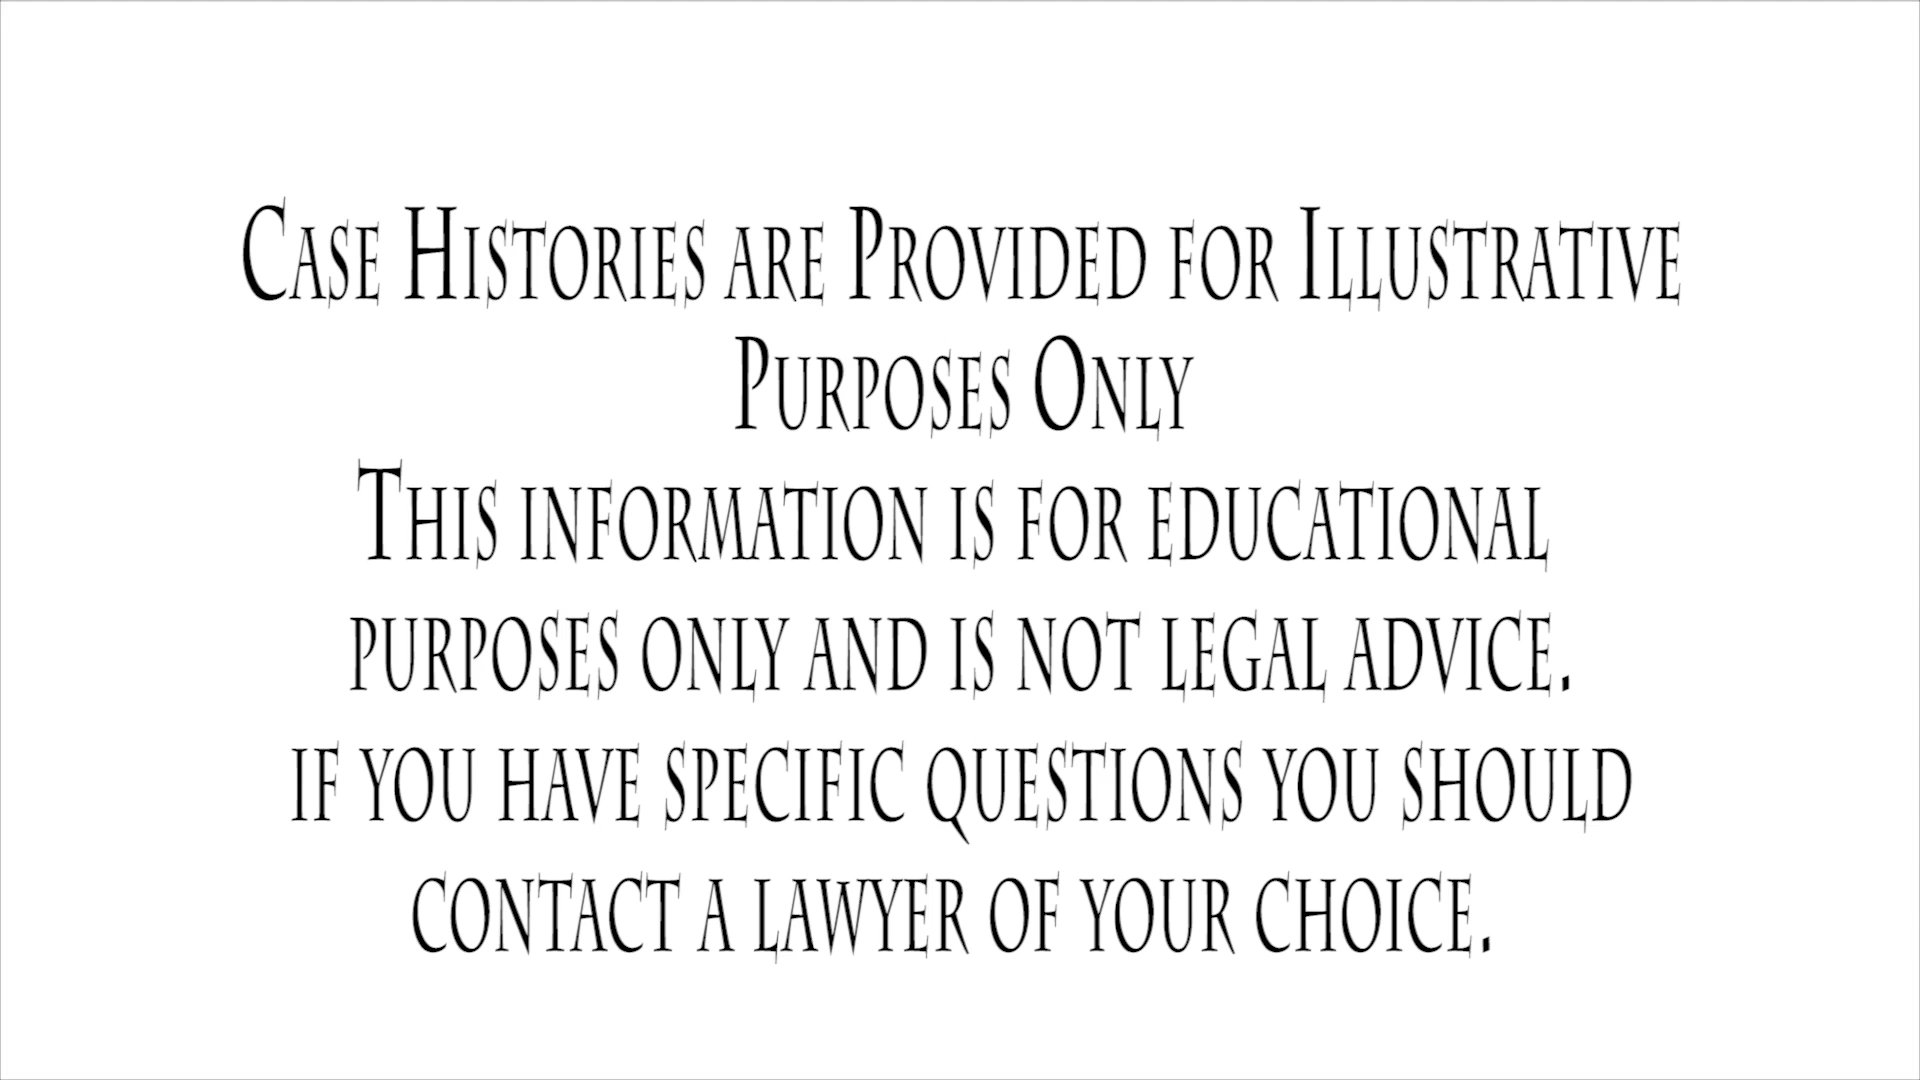 Case Histories are Provided for Illustrative
Purposes Only
This information is for educational
purposes only and is not legal advice.
if you have specific questions you should
contact a lawyer of your choice.